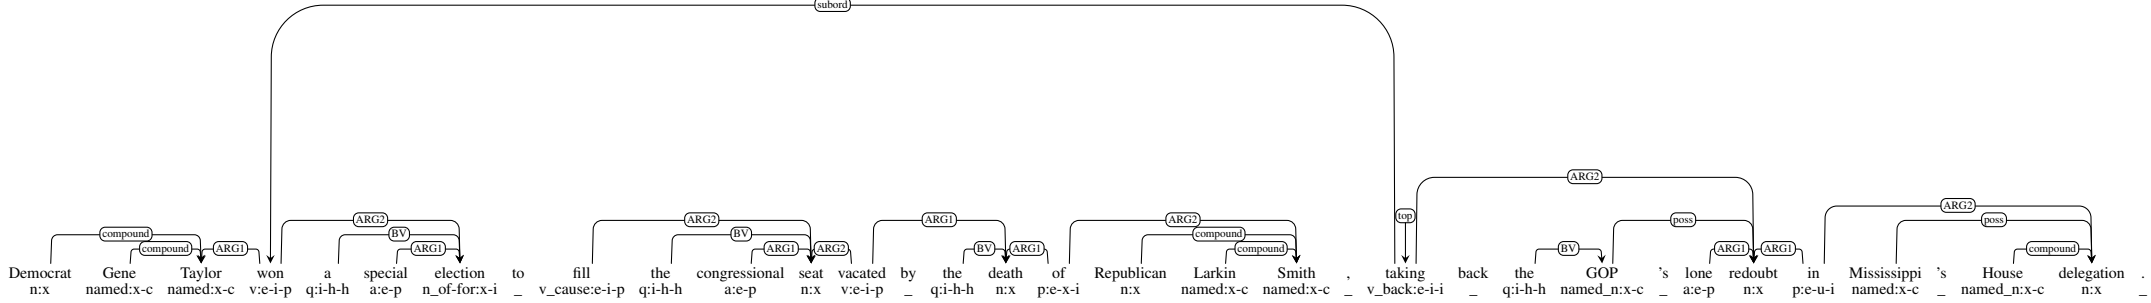 subord
ARG2
top
ARG2 ARG2 ARG1 ARG2 poss ARG2 poss
compound BV BV compound
compound ARG1 ARG1 ARG1 ARG2 BV ARG1 compound BV ARG1 ARG1 compound
Democrat Gene Taylor won a special election to fill the congressional seat vacated by the death of Republican Larkin Smith , taking back the GOP 's lone redoubt in Mississippi 's House delegation .
n:x named:x-c named:x-c v:e-i-p q:i-h-h a:e-p n_of-for:x-i _ v_cause:e-i-p q:i-h-h a:e-p n:x v:e-i-p _ q:i-h-h n:x p:e-x-i n:x named:x-c named:x-c _ v_back:e-i-i _ q:i-h-h named_n:x-c _ a:e-p n:x p:e-u-i named:x-c _ named_n:x-c n:x _